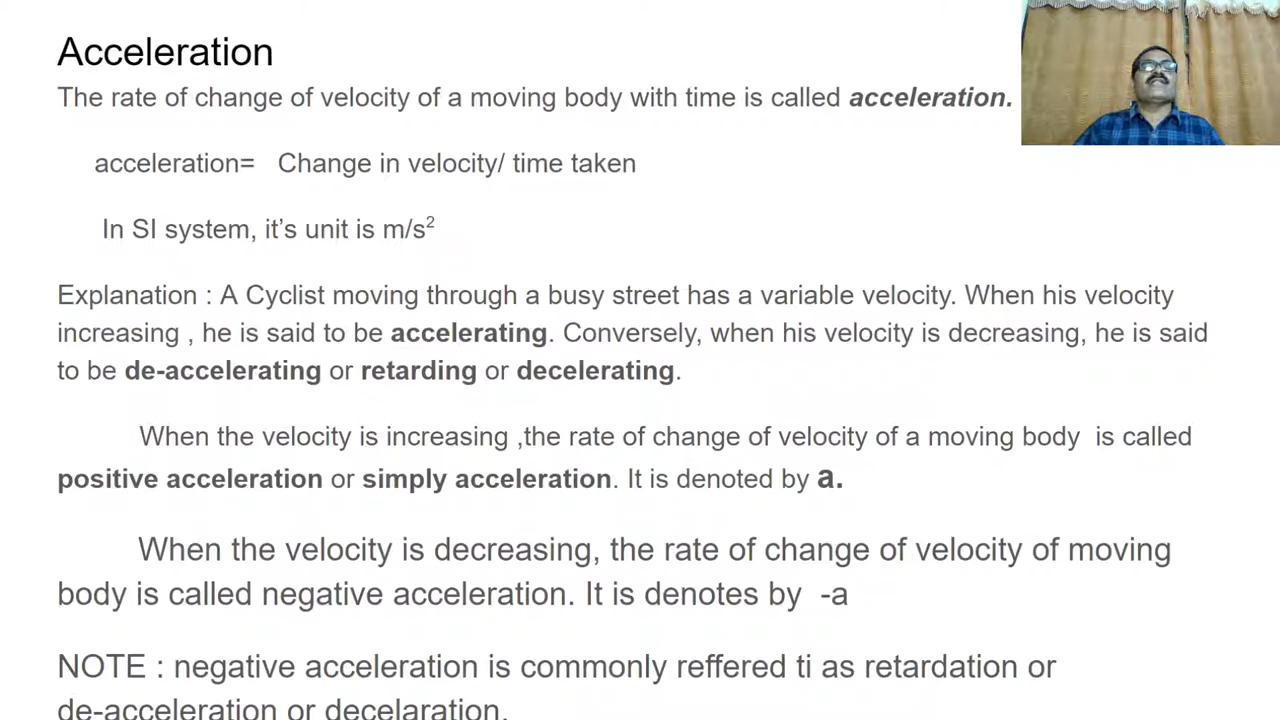 Acceleration
The rate of change of velocity of a moving body with time is called acceleration.
acceleration= Change in velocity/ time taken
In SI system, it’s unit is m/s²
Explanation : A Cyclist moving through a busy street has a variable velocity. When his velocity
increasing , he is said to be accelerating. Conversely, when his velocity is decreasing, he is said
to be de-accelerating or retarding or decelerating.
When the velocity is increasing ,the rate of change of velocity of a moving body is called
positive acceleration or simply acceleration. It is denoted by a.
When the velocity is decreasing, the rate of change of velocity of moving
body is called negative acceleration. It is denotes by -a
NOTE : negative acceleration is commonly reffered ti as retardation or
de-acceleration or decelaration.